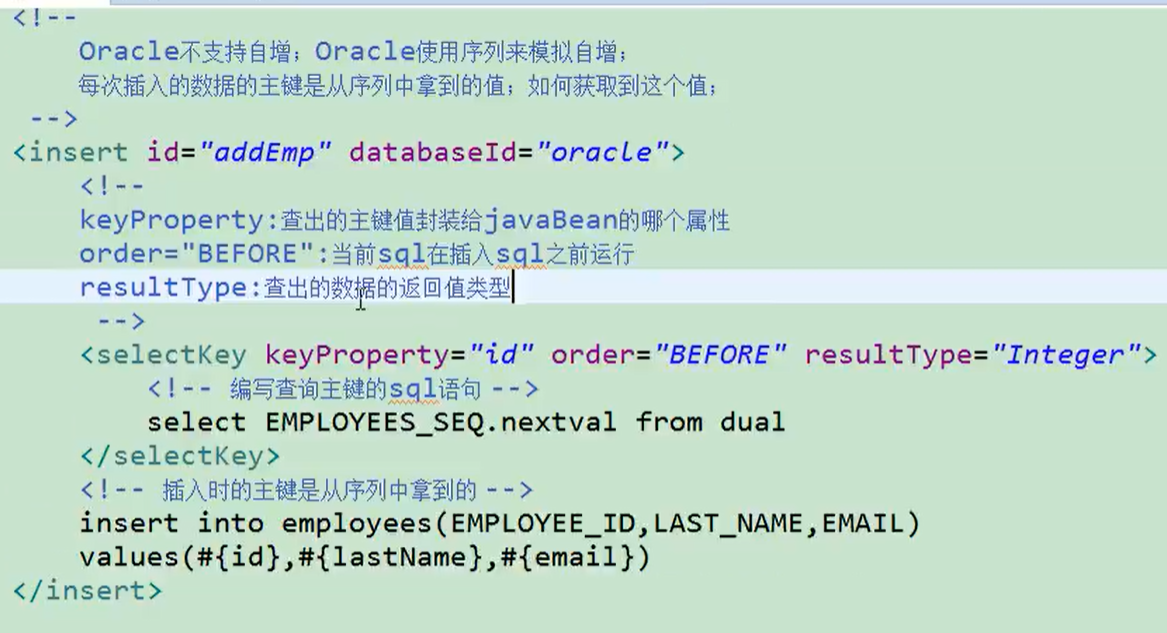 <!--
Oracle不支持自增；Oracle使用序列来模拟自增；
每次插入的数据的主键是从序列中拿到的值；如何获取到这个值；
-->
<insert id="addEmp" databaseId="oracle">
<!--
keyProperty:查出的主键值封装给javaBean的哪个属性
order="BEFORE":当前sql在插入sql之前运行
resultType:查出的数据的返回值类型
-->
<selectKey keyProperty="id" order="BEFORE" resultType="Integer">
<!-- 编写查询主键的sql语句 -->
select EMPLOYEES_SEQ.nextval from dual
</selectKey>
<!-- 插入时的主键是从序列中拿到的 -->
insert into employees(EMPLOYEE_ID,LAST_NAME,EMAIL)
values(#{id},#{lastName},#{email})
</insert>